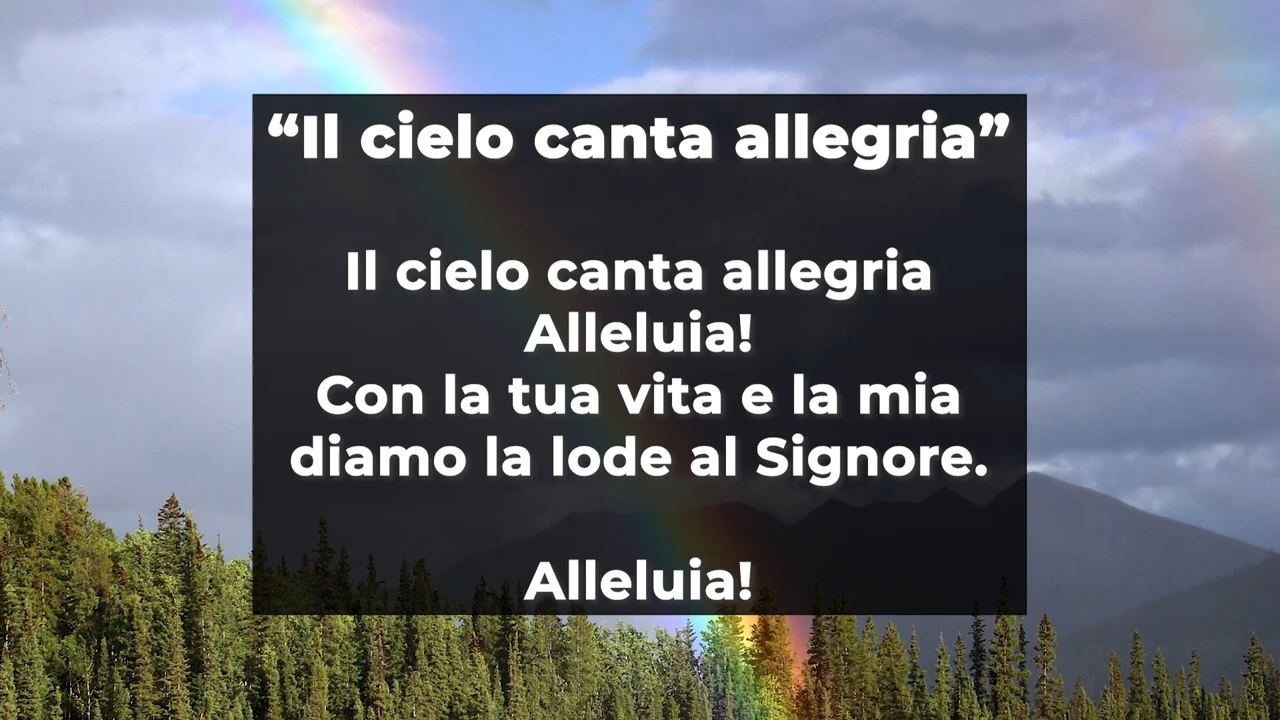 “Il cielo canta allegria”
Il cielo canta allegria
Alleluia!
Con la tua vita e la mia
diamo la lode al Signore.
Alleluia!